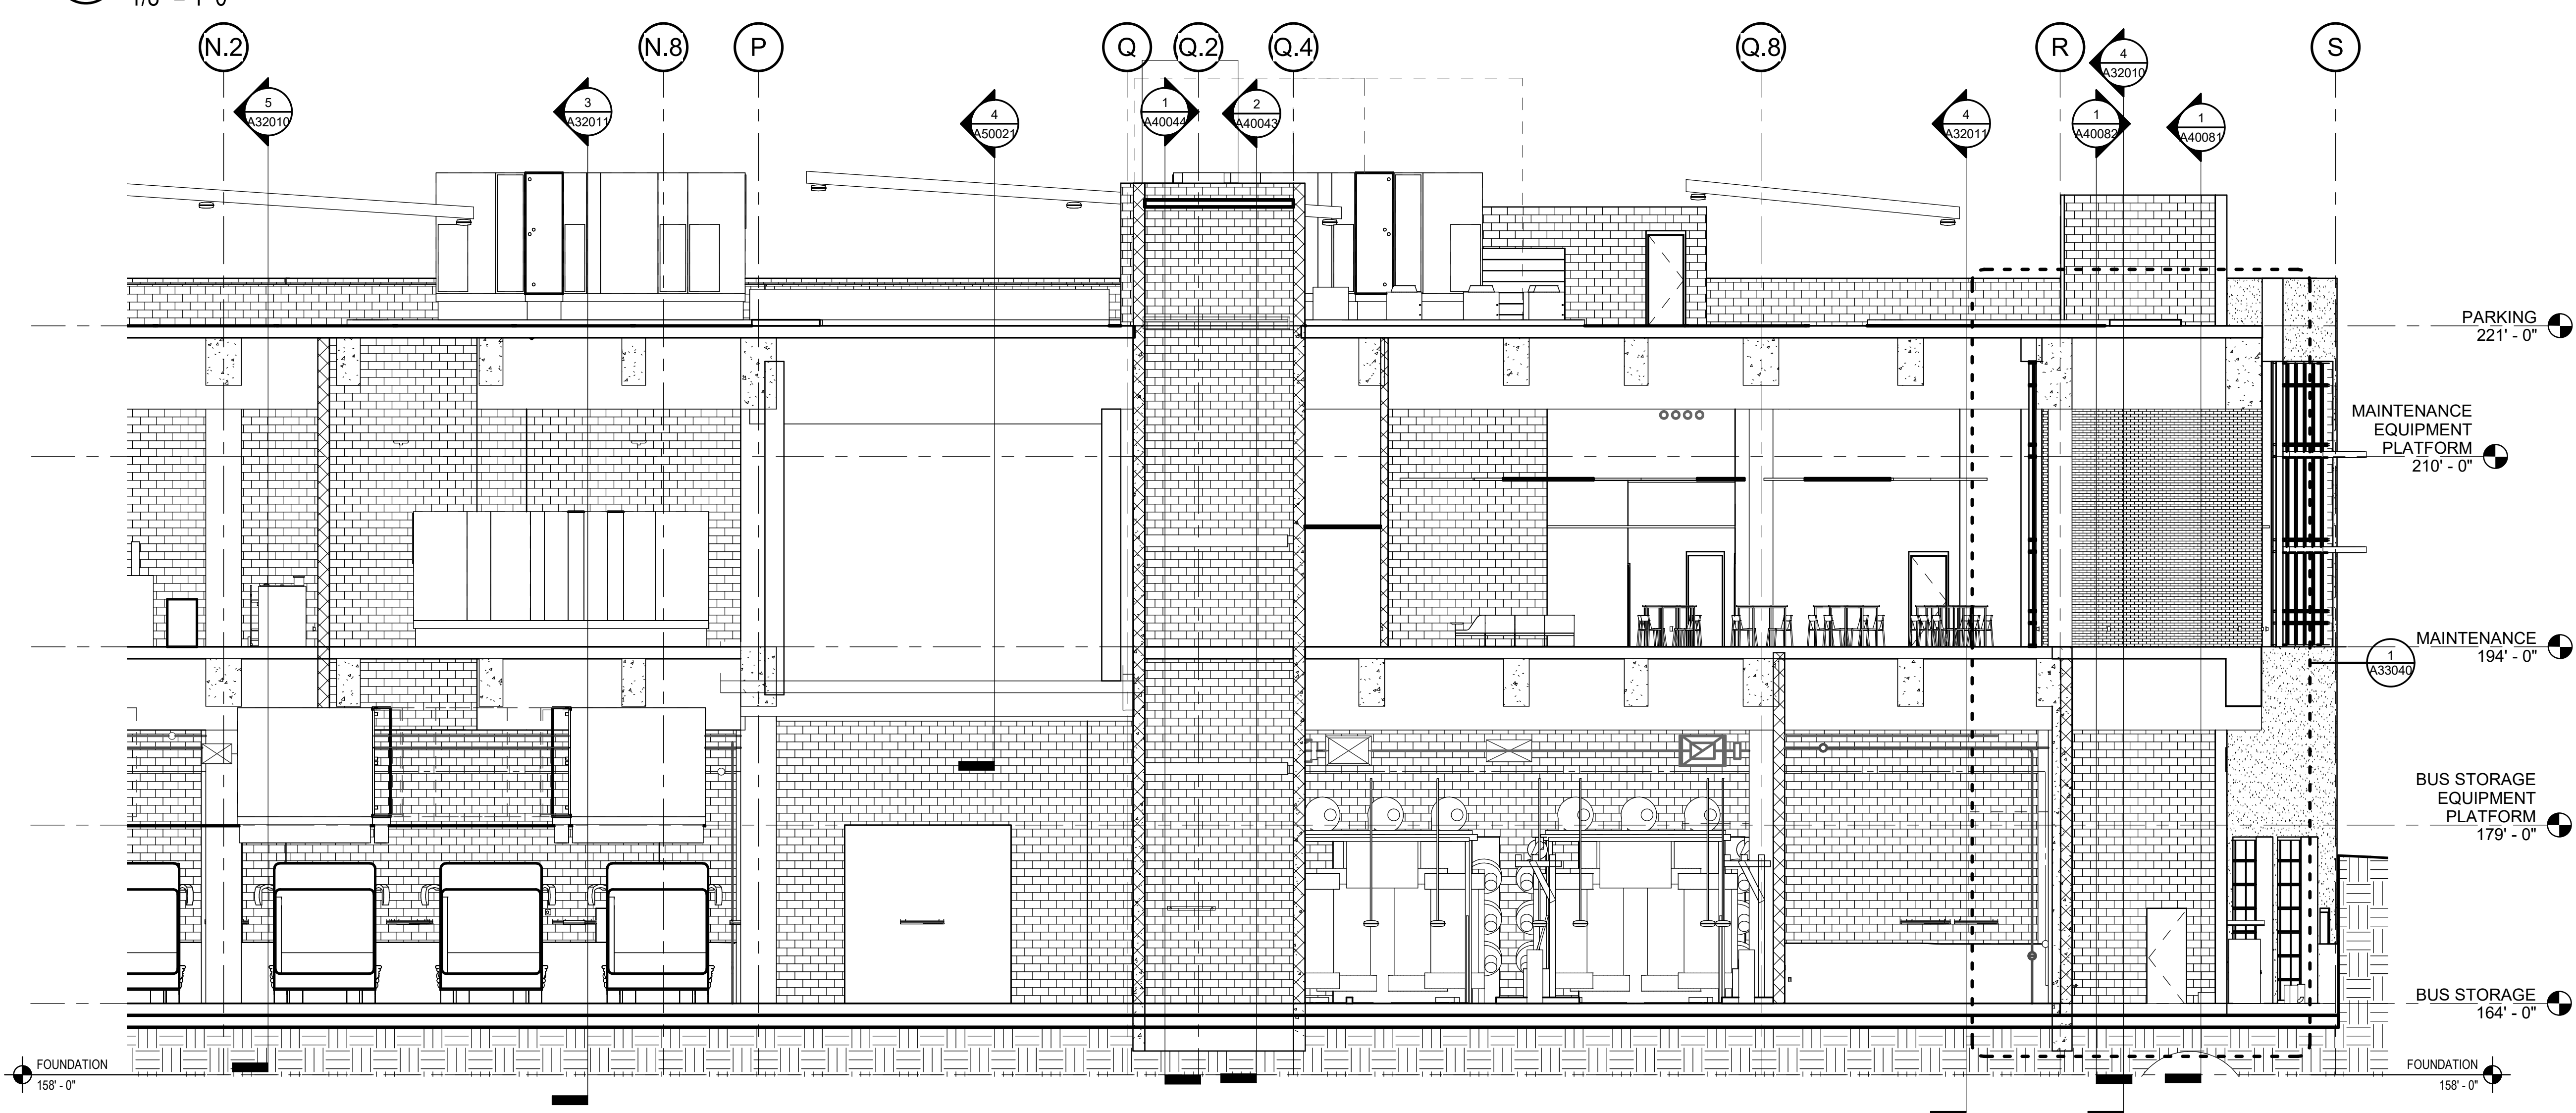 N.2
N.8
P
Q
Q.2
Q.4
Q.8
R
S
5
A32010
3
A32011
4
A50021
1
A40044
2
A40043
4
A32011
4
A32010
1
A40082
1
A40081
PARKING
221' - 0"
MAINTENANCE
EQUIPMENT
PLATFORM
210' - 0"
MAINTENANCE
194' - 0"
1
A33040
BUS STORAGE
EQUIPMENT
PLATFORM
179' - 0"
BUS STORAGE
164' - 0"
FOUNDATION
158' - 0"
FOUNDATION
158' - 0"